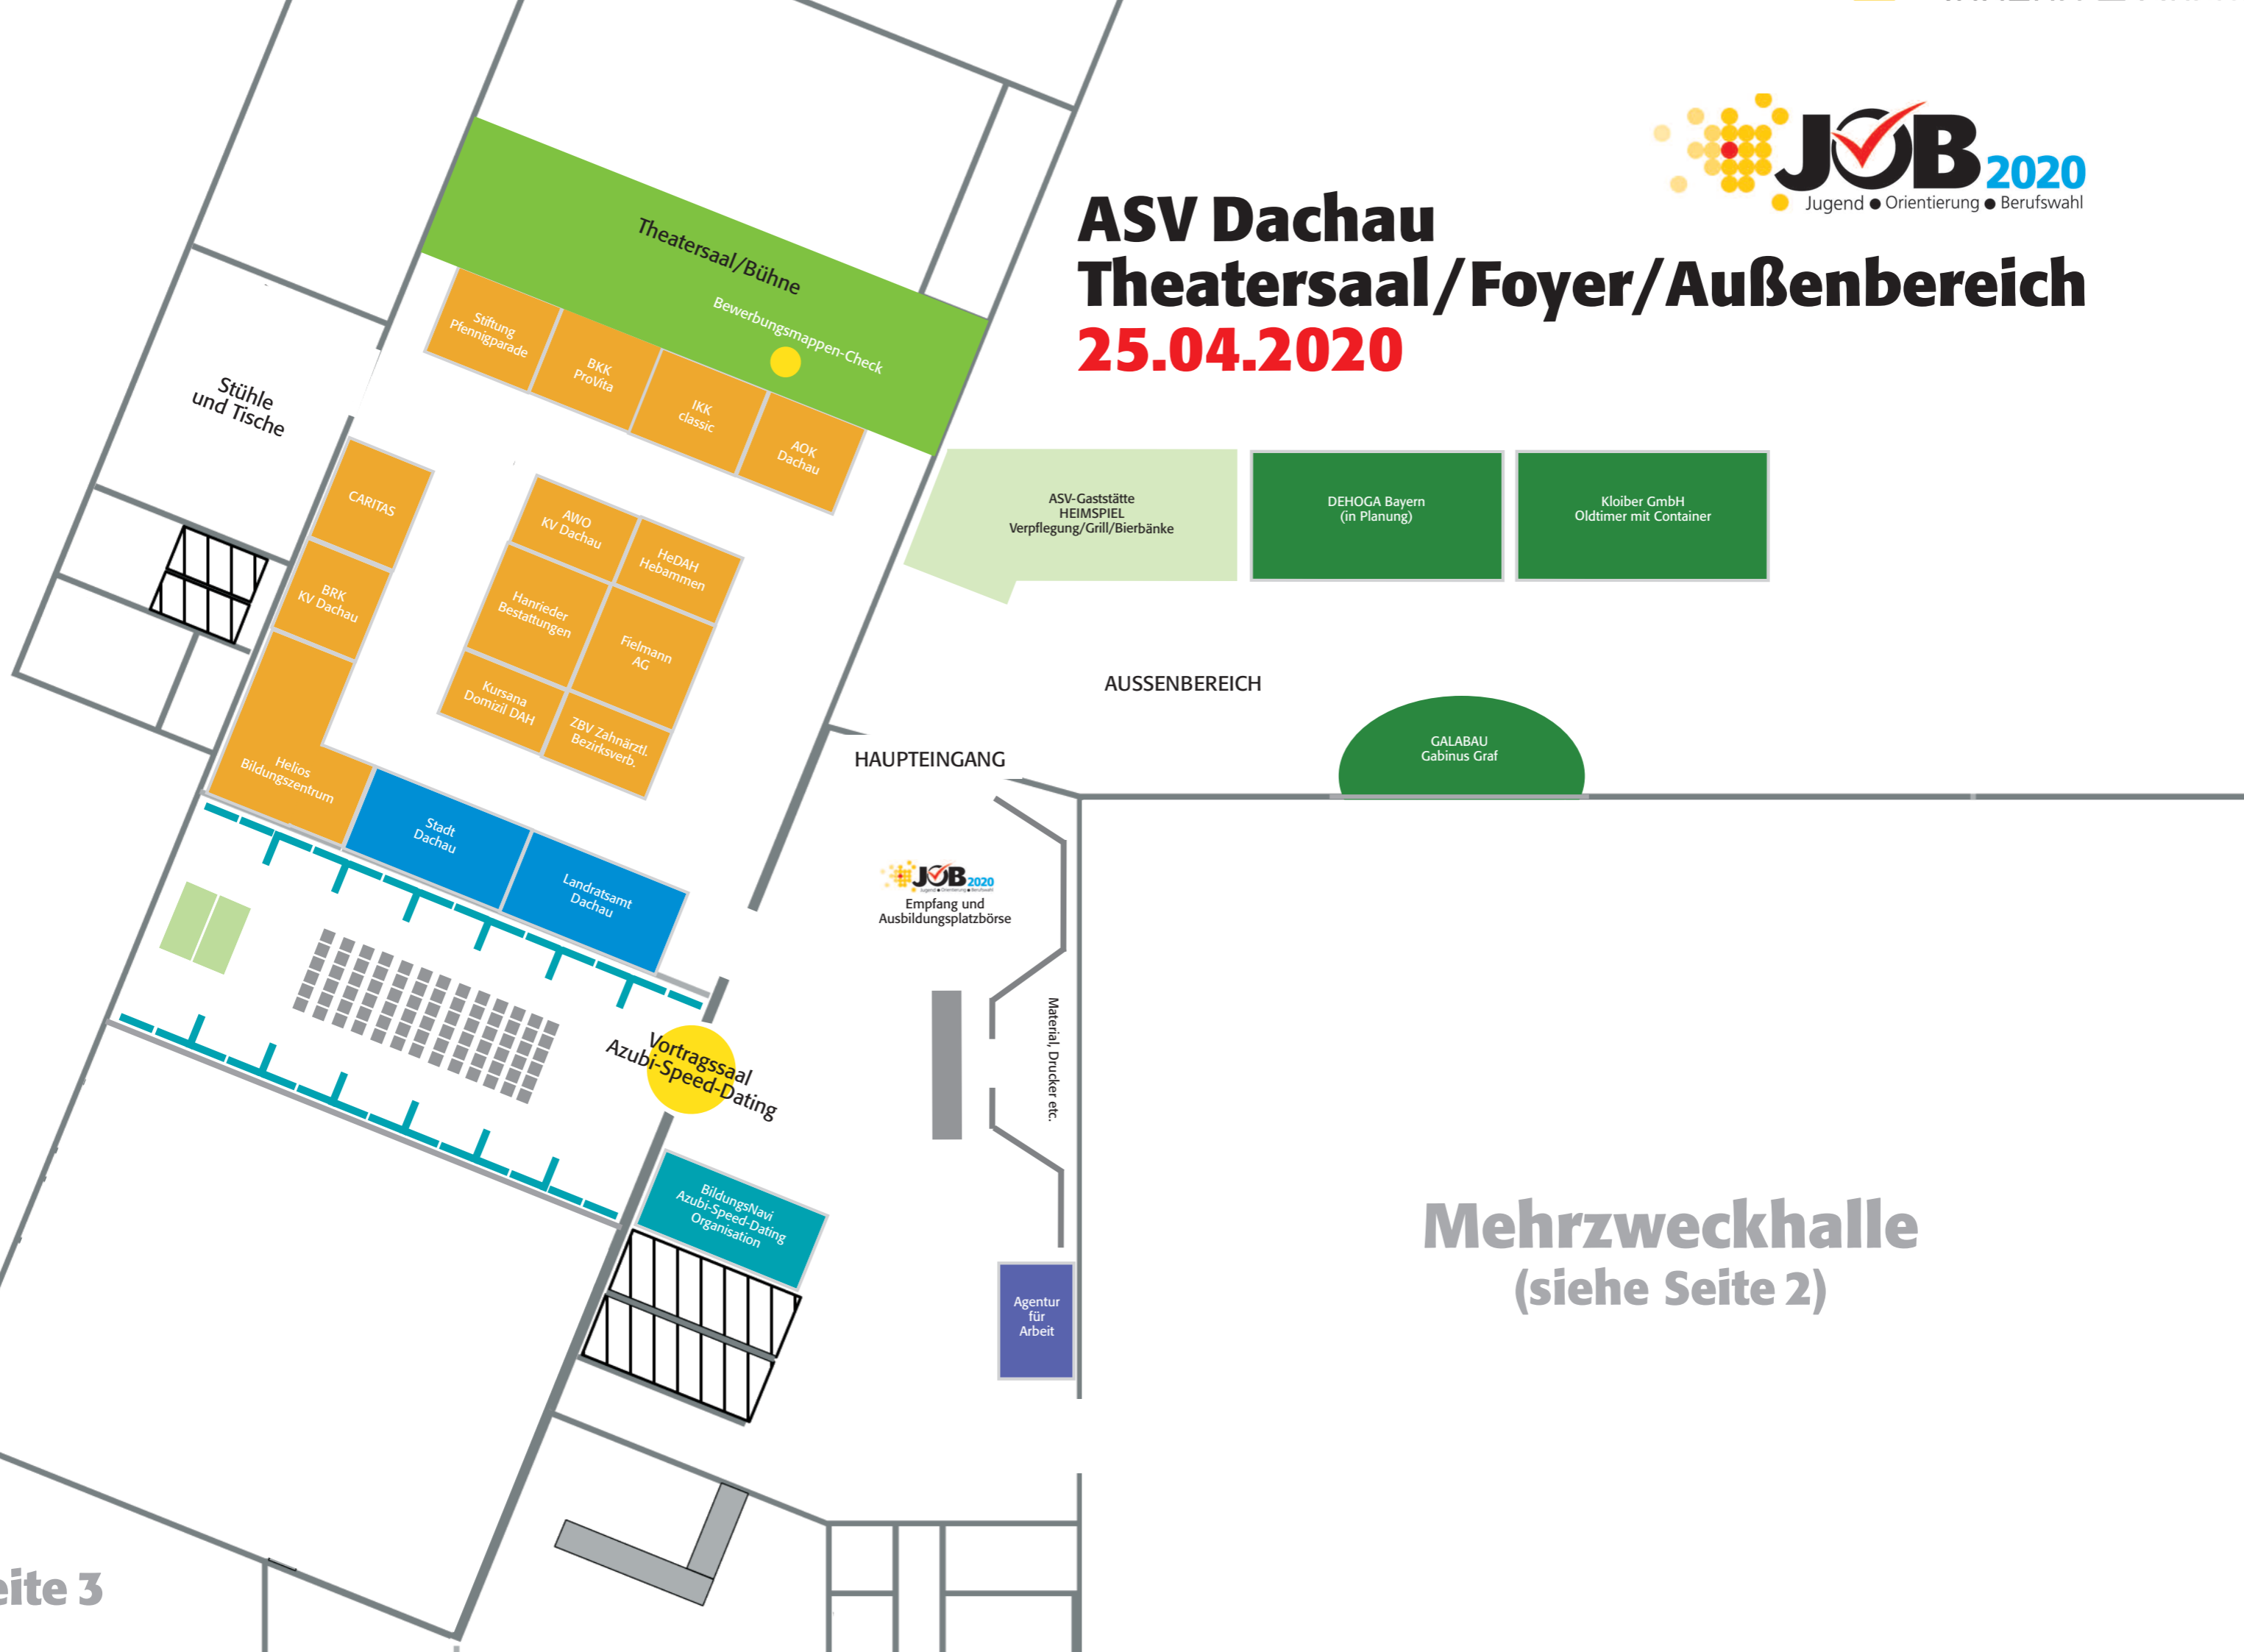 JOB 2020
Jugend ● Orientierung ● Berufswahl
ASV Dachau
Theatersaal/Foyer/Außenbereich
25.04.2020
Theatersaal/Bühne
Bewerbungsmappen-Check
Stiftung
Pfennigparade
BKK
ProVita
IKK
classic
AOK
Dachau
Stühle
und Tische
CARITAS
BRK
KV Dachau
AWO
KV Dachau
HeDAH
Hebammen
Hanrieder
Bestattungen
Fielmann
AG
Kursana
Domizil DAH
ZBV Zahnärztl.
Bezirksverb.
Helios
Bildungszentrum
Stadt
Dachau
Landratsamt
Dachau
ASV-Gaststätte
HEIMSPIEL
Verpflegung/Grill/Bierbänke
DEHOGA Bayern
(in Planung)
Kloiber GmbH
Oldtimer mit Container
AUSSENBEREICH
GALABAU
Gabinus Graf
HAUPTEINGANG
JOB 2020
Jugend ● Orientierung ● Berufswahl
Empfang und
Ausbildungsplatzbörse
Material, Drucker etc.
Vortragssaal
Azubi-Speed-Dating
BildungsNavi
Azubi-Speed-Dating
Organisation
Agentur
für
Arbeit
Mehrzweckhalle
(siehe Seite 2)
eite 3